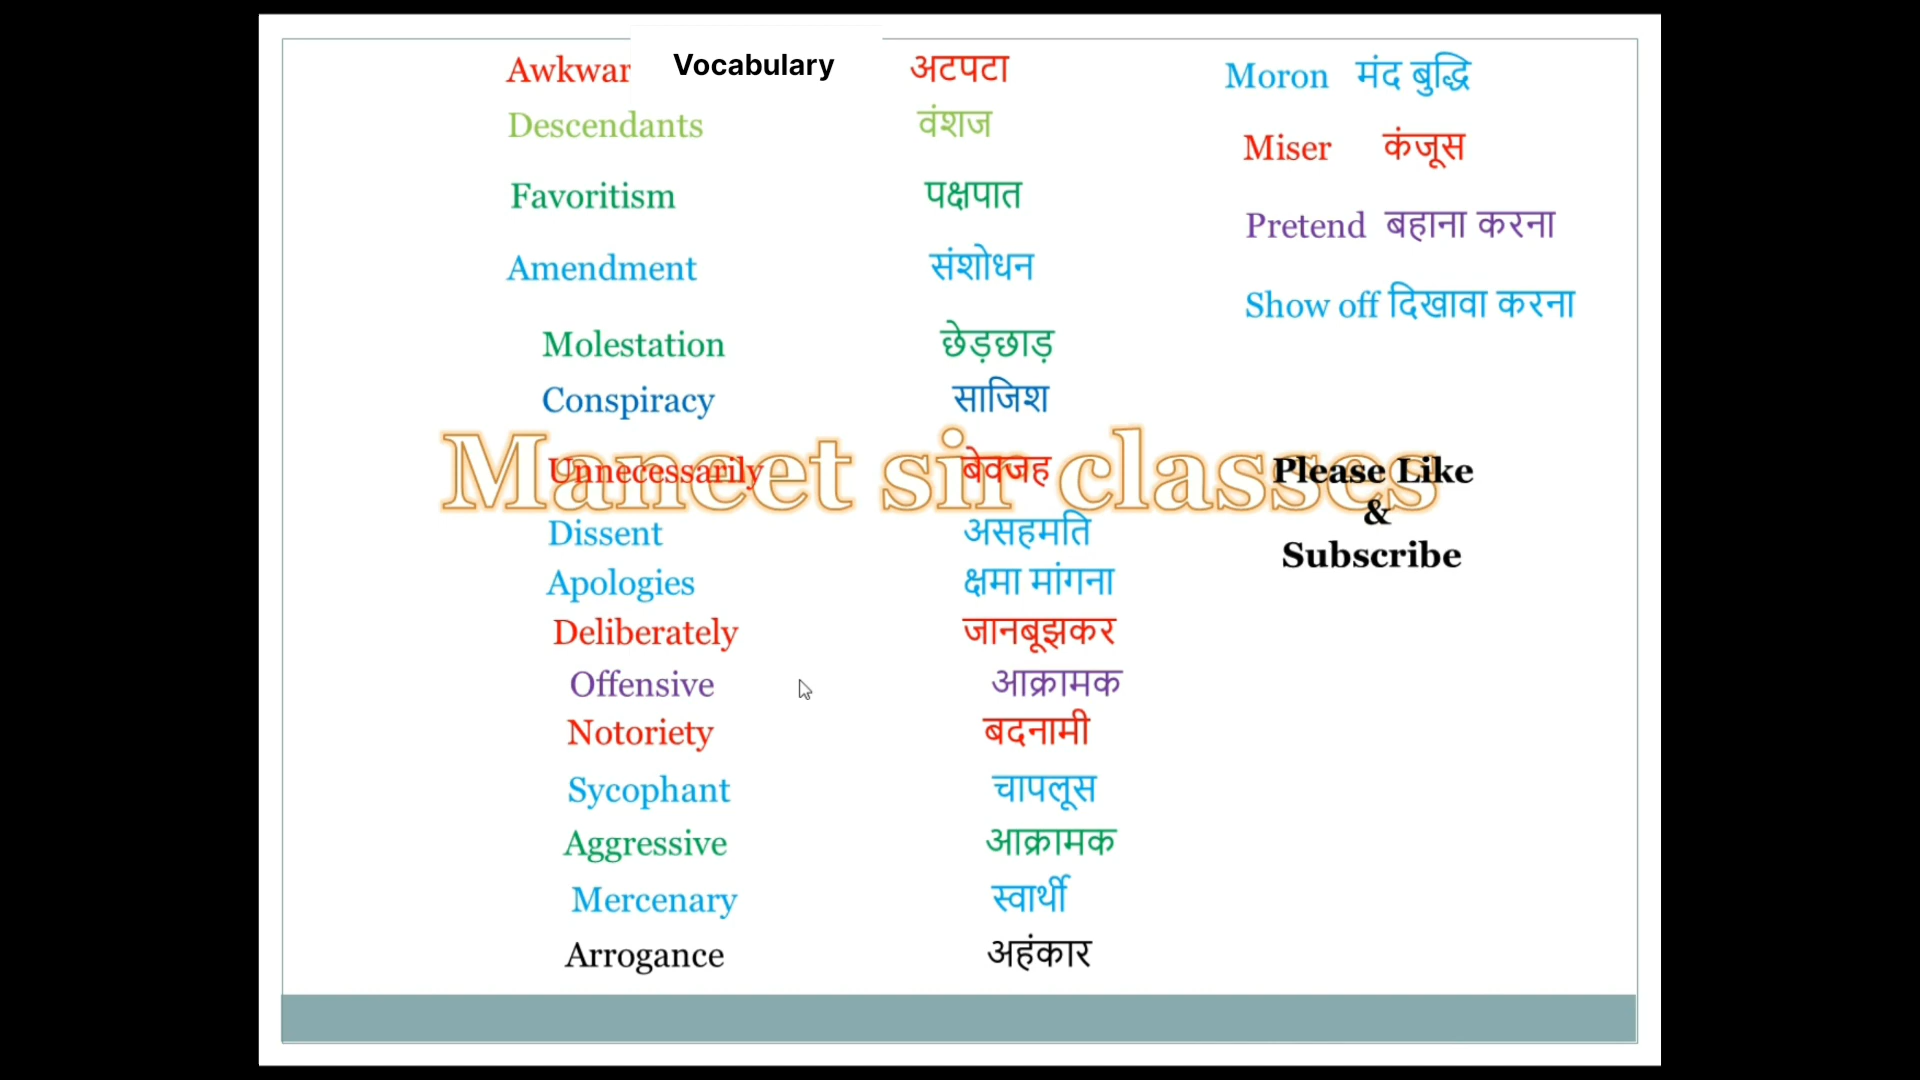 Vocabulary
Awkwar अटपटा
Descendants वंशज
Favoritism पक्षपात
Amendment संशोधन
Molestation छेड़छाड़
Conspiracy साजिश
Unnecessarily बेवजह
Dissent असहमति
Apologies क्षमा मांगना
Deliberately जानबूझकर
Offensive आक्रामक
Notoriety बदनामी
Sycophant चापलूस
Aggressive आक्रामक
Mercenary स्वार्थी
Arrogance अहंकार
Moron मंद बुद्धि
Miser कंजूस
Pretend बहाना करना
Show off दिखावा करना
Maneet sir classes
Please Like
&
Subscribe